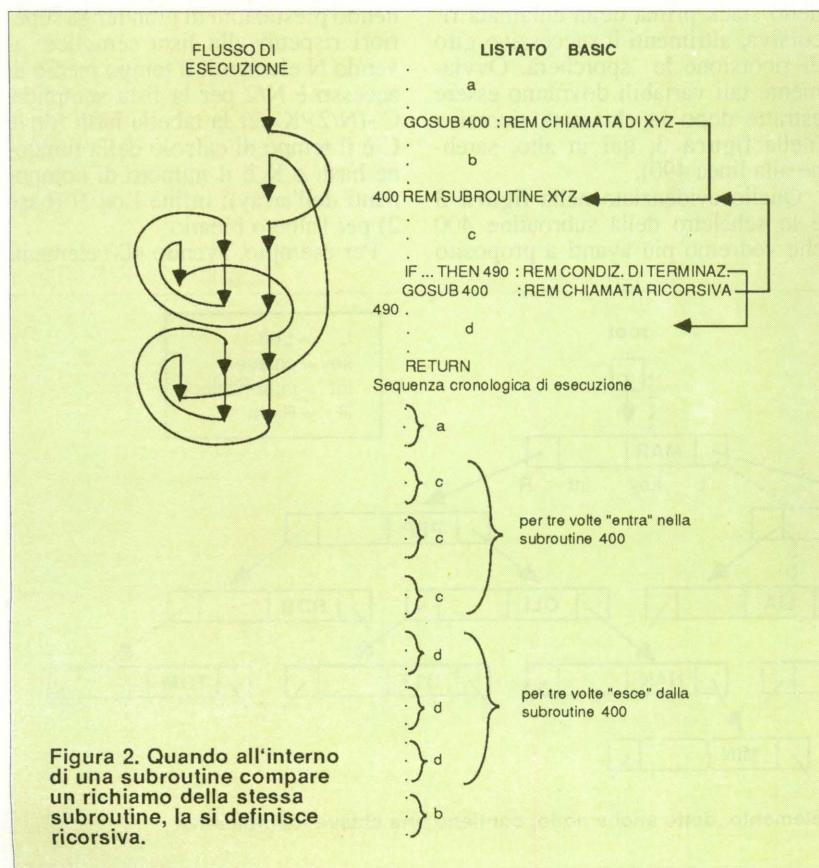 FLUSSO DI
ESECUZIONE
LISTATO BASIC
a
GOSUB 400 : REM CHIAMATA DI XYZ
b
400 REM SUBROUTINE XYZ
c
IF ... THEN 490 : REM CONDIZ. DI TERMINAZ.
GOSUB 400 : REM CHIAMATA RICORSIVA
490
d
RETURN
Sequenza cronologica di esecuzione
a
c
per tre volte "entra" nella
subroutine 400
c
c
d
d
per tre volte "esce" dalla
subroutine 400
d
b
Figura 2. Quando all'interno
di una subroutine compare
un richiamo della stessa
subroutine, la si definisce
ricorsiva.